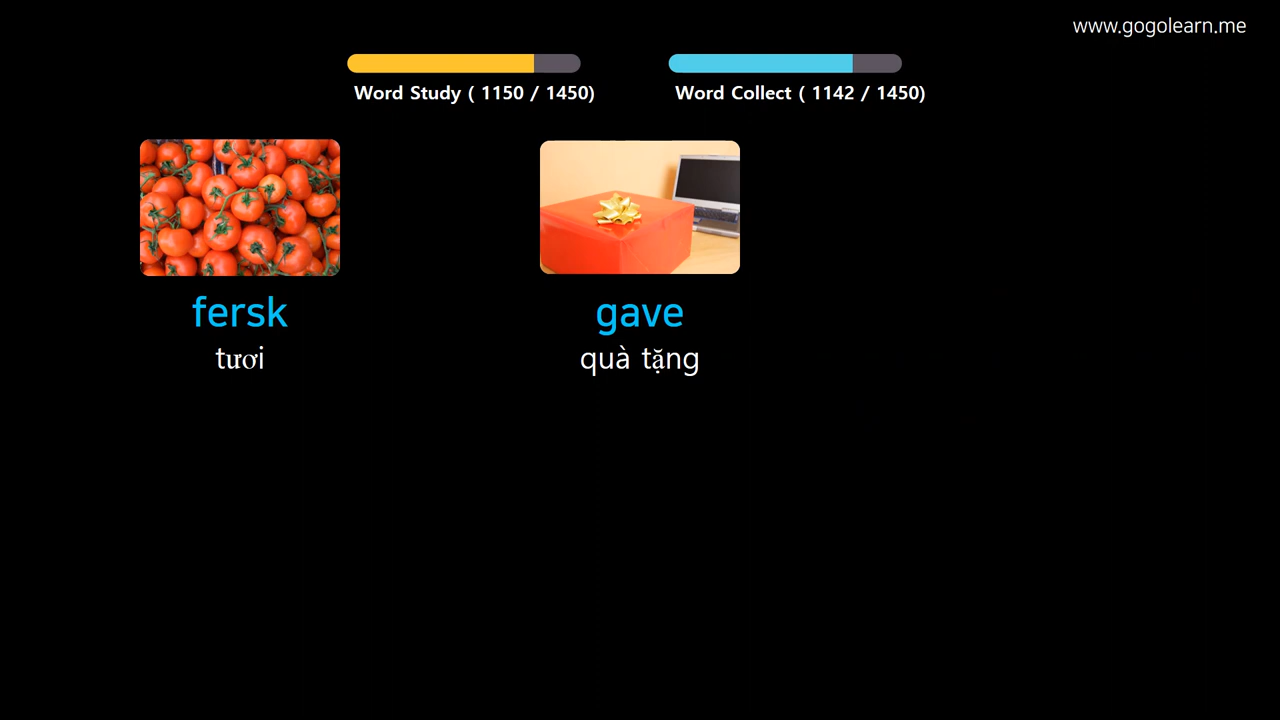 www.gogolearn.me
Word Study ( 1150 / 1450)
Word Collect ( 1142 / 1450)
fersk
tươi
gave
quà tặng